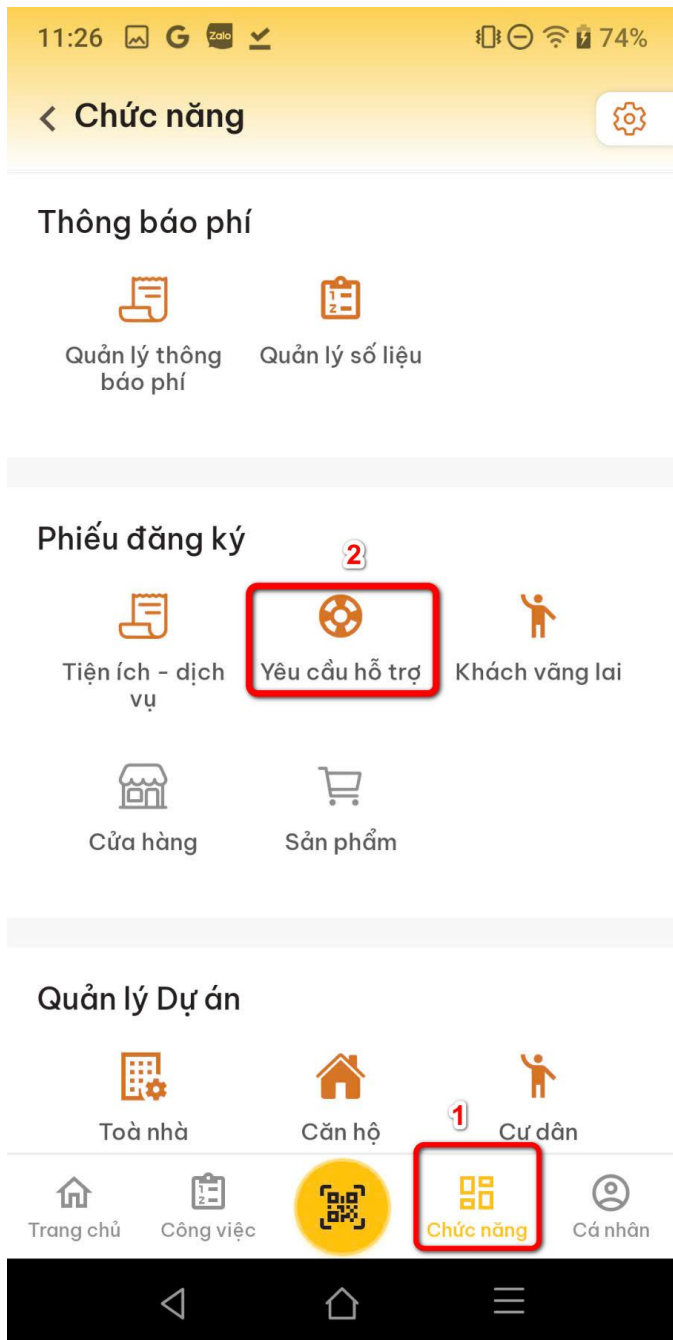 11:26 G Zalo 74%
Chức năng
Thông báo phí
Quản lý thông
báo phí
Quản lý số liệu
Phiếu đăng ký
2
Tiện ích - dịch
vụ
Yêu cầu hỗ trợ
Khách vãng lai
Cửa hàng
Sản phẩm
Quản lý Dự án
Toà nhà
Căn hộ
1
Cư dân
Trang chủ
Công việc
Chức năng
Cá nhân